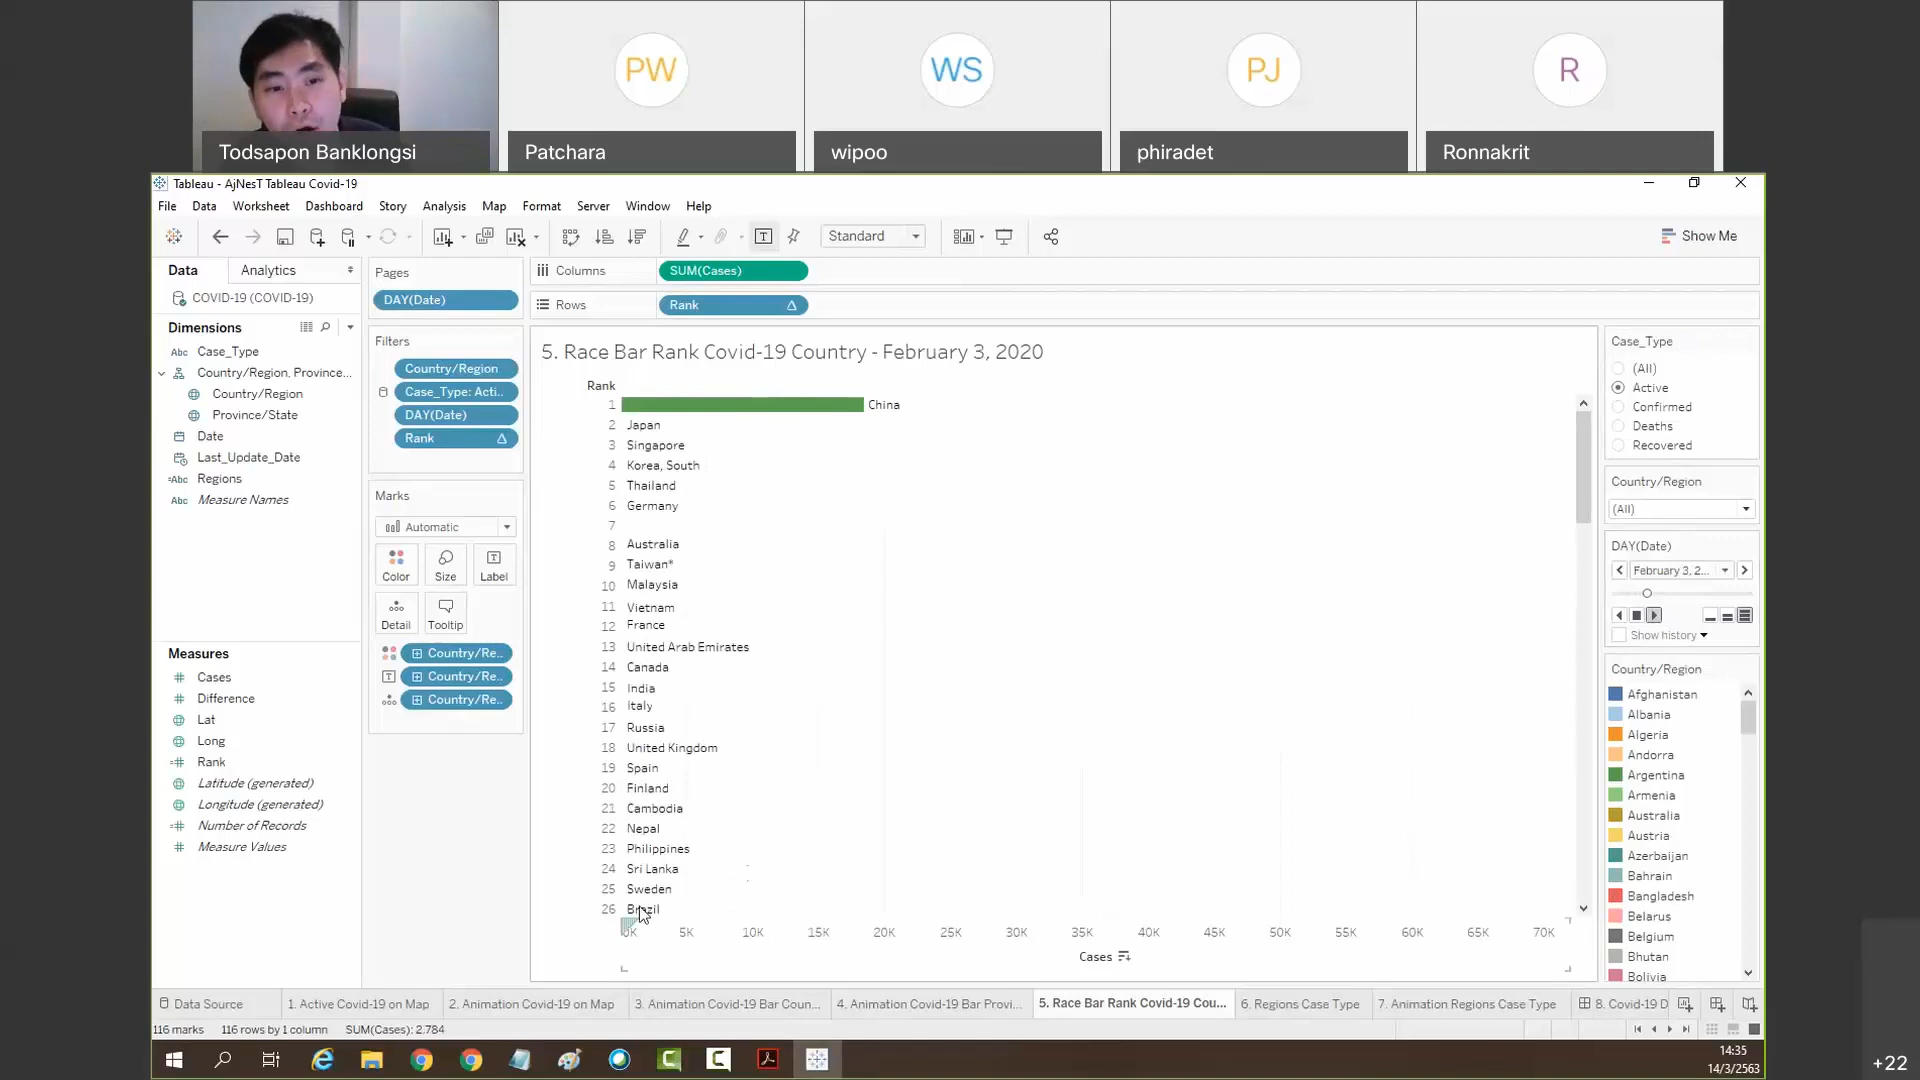 PW
WS
PJ
R
Todsapon Banklongsi
Patchara
wipoo
phiradet
Ronnakrit
Tableau - AjNesT Tableau Covid-19
File Data Worksheet Dashboard Story Analysis Map Format Server Window Help
Standard
Show Me
Data Analytics
COVID-19 (COVID-19)
Dimensions
Abc Case_Type
Country/Region, Province...
Country/Region
Province/State
Date
Last_Update_Date
=Abc Regions
Abc Measure Names
Measures
Cases
Difference
Lat
Long
Rank
Latitude (generated)
Longitude (generated)
Number of Records
Measure Values
Pages
DAY(Date)
Filters
Country/Region
Case_Type: Acti..
DAY(Date)
Rank
Marks
Automatic
Color Size Label
Detail Tooltip
Country/Re..
Country/Re..
Country/Re..
Columns SUM(Cases)
Rows Rank
5. Race Bar Rank Covid-19 Country - February 3, 2020
Rank
1 China
2 Japan
3 Singapore
4 Korea, South
5 Thailand
6 Germany
7
8 Australia
9 Taiwan*
10 Malaysia
11 Vietnam
12 France
13 United Arab Emirates
14 Canada
15 India
16 Italy
17 Russia
18 United Kingdom
19 Spain
20 Finland
21 Cambodia
22 Nepal
23 Philippines
24 Sri Lanka
25 Sweden
26 Brazil
0K 5K 10K 15K 20K 25K 30K 35K 40K 45K 50K 55K 60K 65K 70K
Cases
Case_Type
(All)
Active
Confirmed
Deaths
Recovered
Country/Region
(All)
DAY(Date)
February 3, 2...
Show history
Country/Region
Afghanistan
Albania
Algeria
Andorra
Argentina
Armenia
Australia
Austria
Azerbaijan
Bahrain
Bangladesh
Belarus
Belgium
Bhutan
Bolivia
Data Source 1. Active Covid-19 on Map 2. Animation Covid-19 on Map 3. Animation Covid-19 Bar Coun... 4. Animation Covid-19 Bar Provi... 5. Race Bar Rank Covid-19 Cou... 6. Regions Case Type 7. Animation Regions Case Type 8. Covid-19 D
116 marks 116 rows by 1 column SUM(Cases): 2.784
14:35
14/3/2563
+22